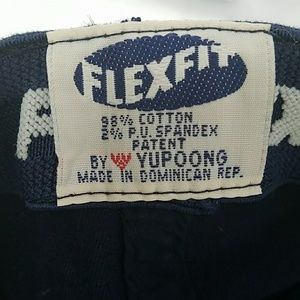 FLEXFIT
98% COTTON
2% P.U. SPANDEX
PATENT
BY YUPOONG
MADE IN DOMINICAN REP.